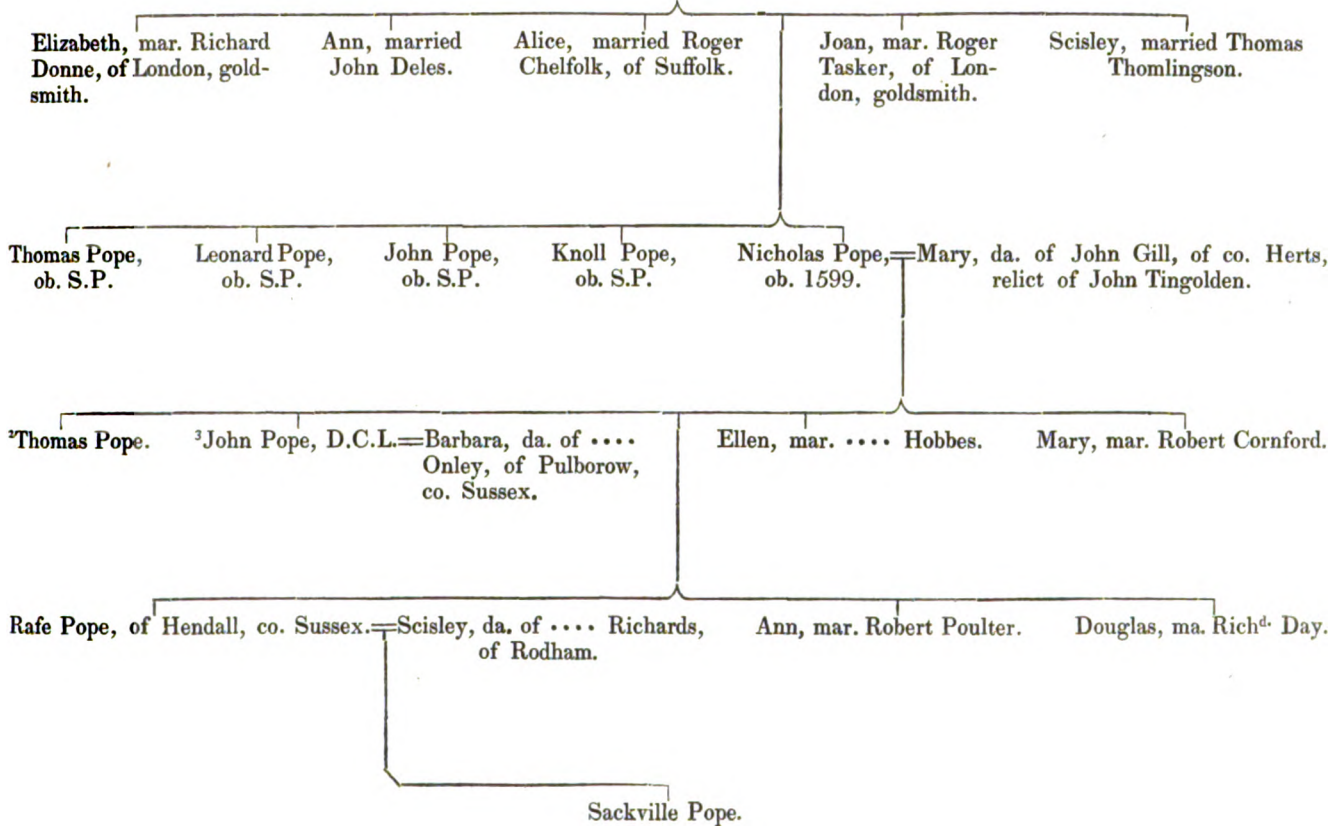 Elizabeth, mar. Richard
Donne, of London, gold-
smith.
Ann, married
John Deles.
Alice, married Roger
Chelfolk, of Suffolk.
Joan, mar. Roger
Tasker, of Lon-
don, goldsmith.
Scisley, married Thomas
Thomlingson.
Thomas Pope,
ob. S.P.
Leonard Pope,
ob. S.P.
John Pope,
ob. S.P.
Knoll Pope,
ob. S.P.
Nicholas Pope,
ob. 1599.
=Mary, da. of John Gill, of co. Herts,
relict of John Tingolden.
²Thomas Pope.
³John Pope, D.C.L.=Barbara, da. of ....
Onley, of Pulborow,
co. Sussex.
Ellen, mar. .... Hobbes.
Mary, mar. Robert Cornford.
Rafe Pope, of Hendall, co. Sussex.=Scisley, da. of .... Richards,
of Rodham.
Ann, mar. Robert Poulter.
Douglas, ma. Richᵈ· Day.
Sackville Pope.